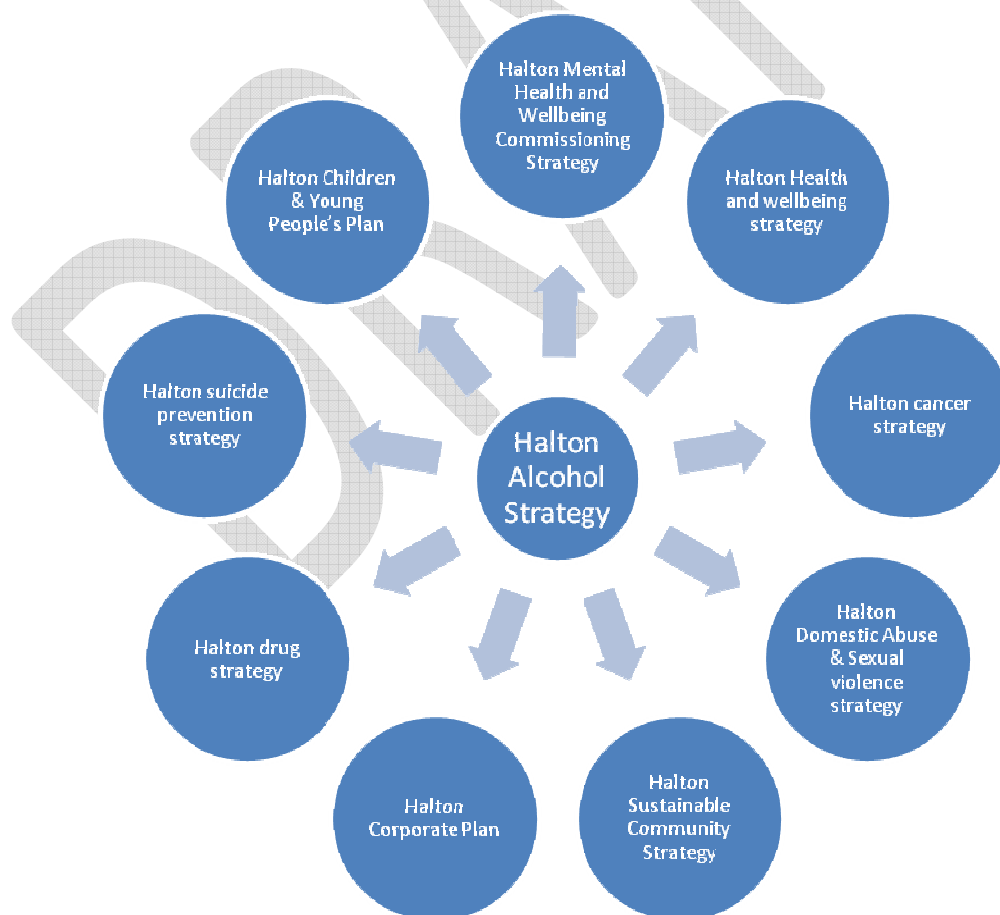 Halton Mental
Health and
Wellbeing
Commissioning
Strategy
Halton Health
and wellbeing
strategy
Halton cancer
strategy
Halton
Domestic Abuse
& Sexual
violence
strategy
Halton
Sustainable
Community
Strategy
Halton
Corporate Plan
Halton drug
strategy
Halton suicide
prevention
strategy
Halton Children
& Young
People's Plan
Halton
Alcohol
Strategy